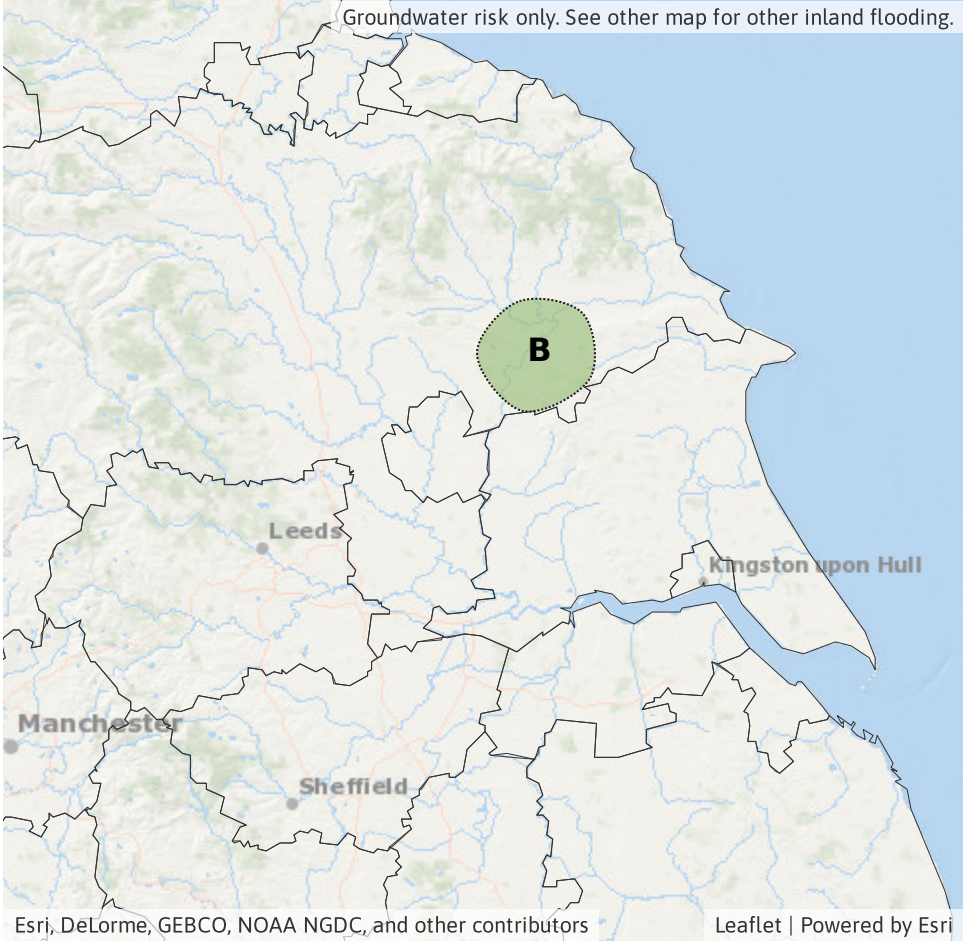 Groundwater risk only. See other map for other inland flooding.
B
Leeds
Kingston upon Hull
Manchester
Sheffield
Esri, DeLorme, GEBCO, NOAA NGDC, and other contributors
Leaflet | Powered by Esri